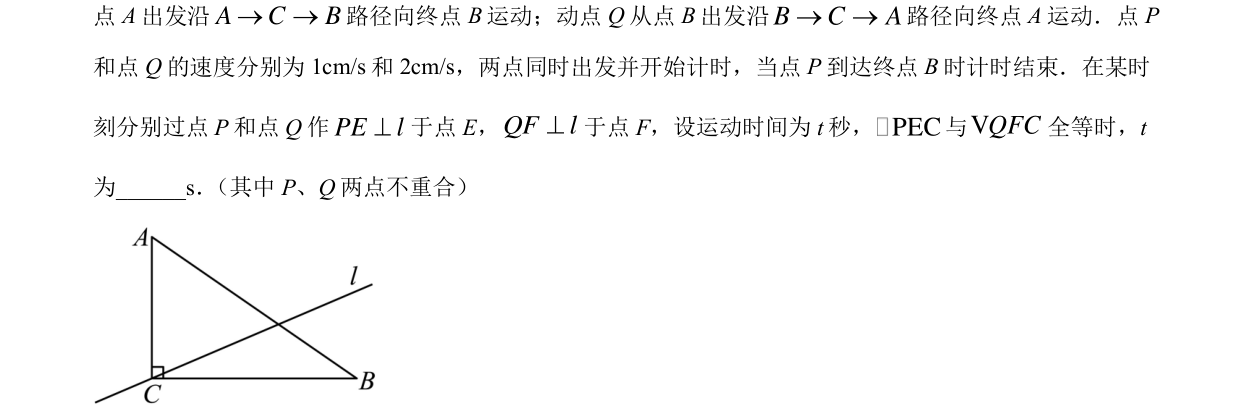 点 A 出发沿 A → C → B 路径向终点 B 运动；动点 Q 从点 B 出发沿 B → C → A 路径向终点 A 运动．点 P
和点 Q 的速度分别为 1cm/s 和 2cm/s，两点同时出发并开始计时，当点 P 到达终点 B 时计时结束．在某时
刻分别过点 P 和点 Q 作 PE ⊥ l 于点 E，QF ⊥ l 于点 F，设运动时间为 t 秒，□PEC 与 VQFC 全等时，t
为______s．（其中 P、Q 两点不重合）
A
l
B
C